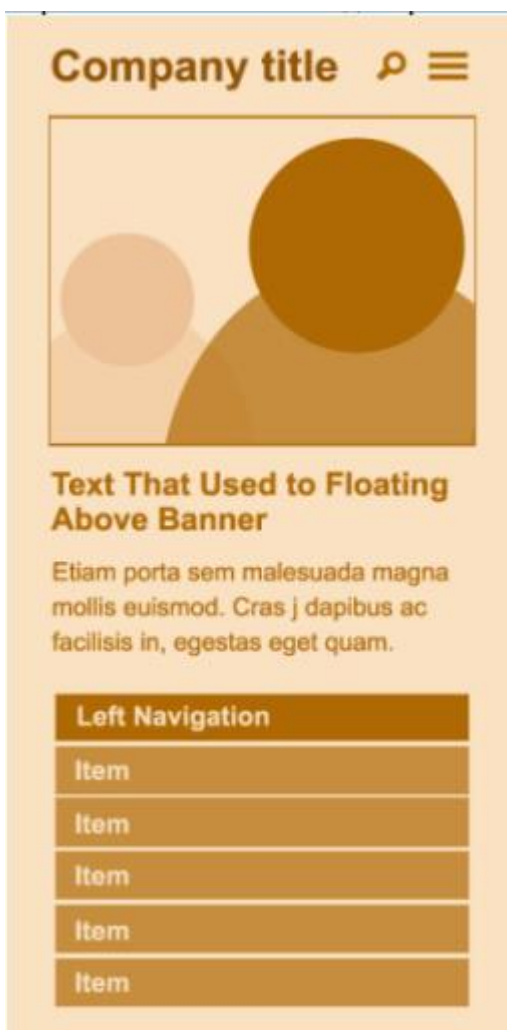 Company title
Text That Used to Floating
Above Banner
Etiam porta sem malesuada magna
mollis euismod. Cras j dapibus ac
facilisis in, egestas eget quam.
Left Navigation
Item
Item
Item
Item
Item